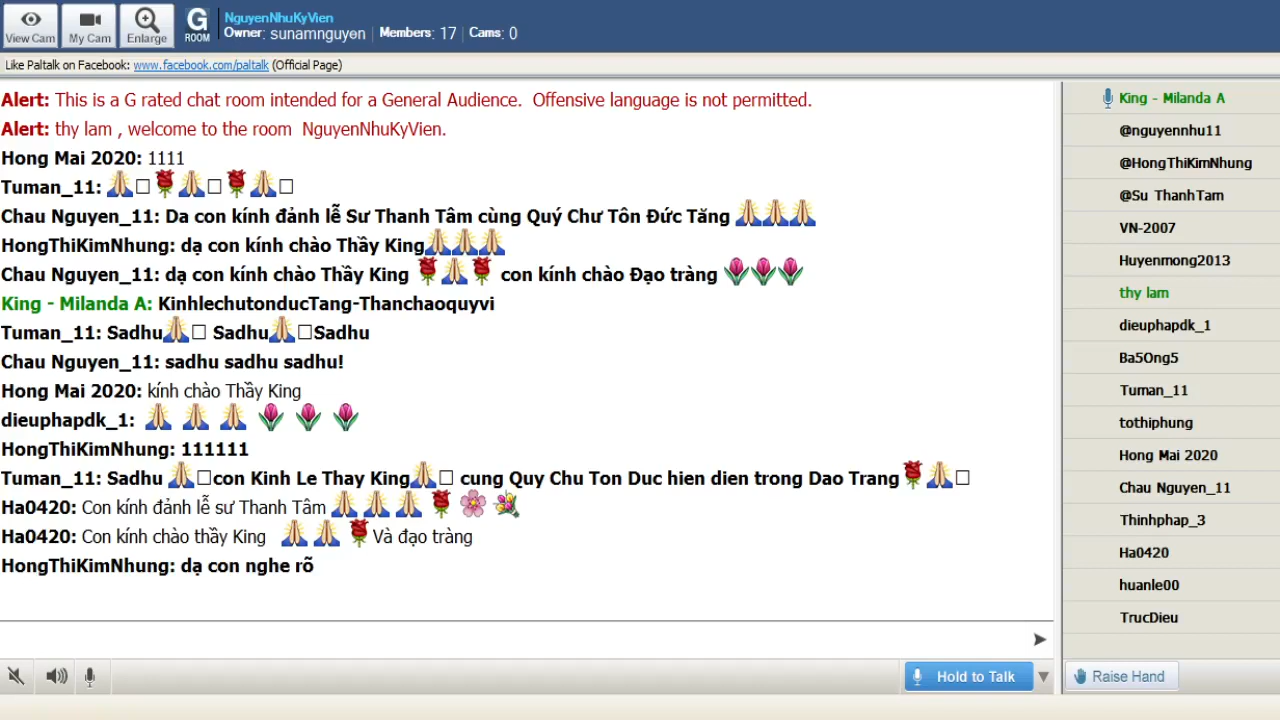 View Cam
My Cam
Enlarge
G
ROOM
NguyenNhuKyVien
Owner: sunamnguyen | Members: 17 | Cams: 0
Like Paltalk on Facebook: www.facebook.com/paltalk (Official Page)
Alert: This is a G rated chat room intended for a General Audience. Offensive language is not permitted.
Alert: thy lam , welcome to the room NguyenNhuKyVien.
Hong Mai 2020: 1111
Tuman_11: 🙏□🌹🙏□🌹🙏□
Chau Nguyen_11: Da con kính đảnh lễ Sư Thanh Tâm cùng Quý Chư Tôn Đức Tăng 🙏🙏🙏
HongThiKimNhung: dạ con kính chào Thầy King🙏🙏🙏
Chau Nguyen_11: dạ con kính chào Thầy King 🌹🙏🌹 con kính chào Đạo tràng 🌷🌷🌷
King - Milanda A: KinhlechutonducTang-Thanchaoquyvi
Tuman_11: Sadhu🙏□ Sadhu🙏□Sadhu
Chau Nguyen_11: sadhu sadhu sadhu!
Hong Mai 2020: kính chào Thầy King
dieuphapdk_1: 🙏 🙏 🙏 🌷 🌷 🌷
HongThiKimNhung: 111111
Tuman_11: Sadhu 🙏□con Kinh Le Thay King🙏□ cung Quy Chu Ton Duc hien dien trong Dao Trang🌹🙏□
Ha0420: Con kính đảnh lễ sư Thanh Tâm 🙏 🙏 🙏 🌹 🌸 💐
Ha0420: Con kính chào thầy King 🙏 🙏 🌹Và đạo tràng
HongThiKimNhung: dạ con nghe rõ
King - Milanda A
@nguyennhu11
@HongThiKimNhung
@Su ThanhTam
VN-2007
Huyenmong2013
thy lam
dieuphapdk_1
Ba5Ong5
Tuman_11
tothiphung
Hong Mai 2020
Chau Nguyen_11
Thinhphap_3
Ha0420
huanle00
TrucDieu
Hold to Talk
Raise Hand